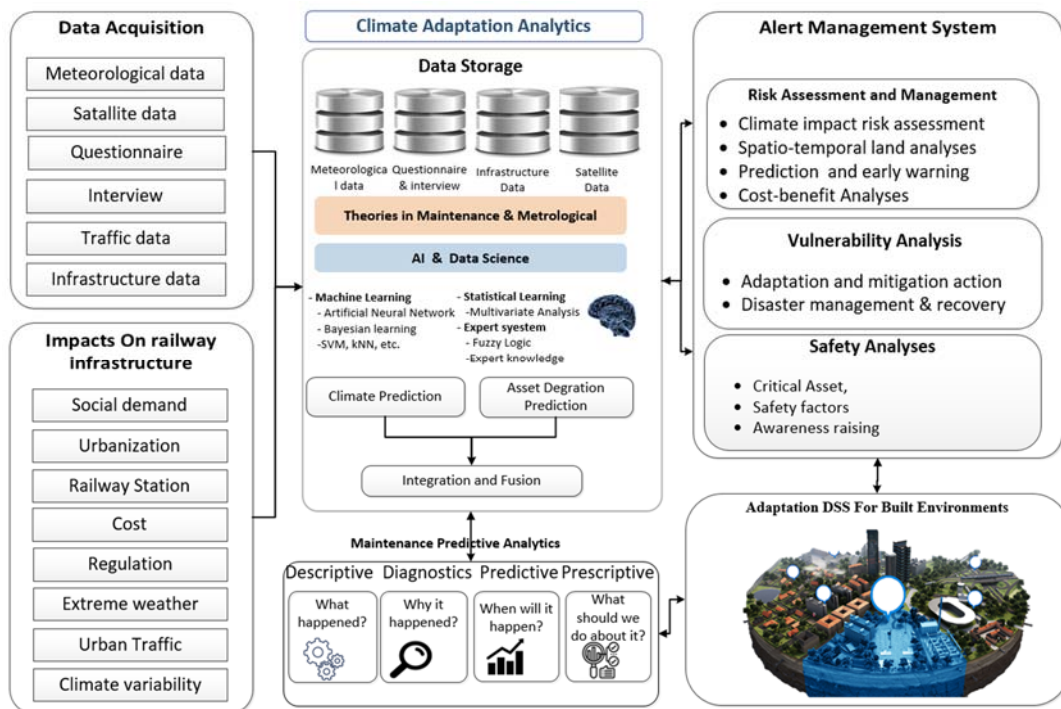 Data Acquisition
Meteorological data
Satallite data
Questionnaire
Interview
Traffic data
Infrastructure data
Impacts On railway
infrastructure
Social demand
Urbanization
Railway Station
Cost
Regulation
Extreme weather
Urban Traffic
Climate variability
Climate Adaptation Analytics
Data Storage
Meteorologica
l data
Questionnaire
& interview
Infrastructure
Data
Satellite
Data
Theories in Maintenance & Metrological
AI & Data Science
- Machine Learning
- Artificial Neural Network
- Bayesian learning
-SVM, kNN, etc.
- Statistical Learning
-Multivariate Analysis
- Expert syestem
- Fuzzy Logic
-Expert knowledge
Climate Prediction
Asset Degration
Prediction
Integration and Fusion
Maintenance Predictive Analytics
Descriptive
Diagnostics
Predictive
Prescriptive
What
happened?
Why it
happened?
When will it
happen?
What
should we
do about it?
Alert Management System
Risk Assessment and Management
• Climate impact risk assessment
• Spatio-temporal land analyses
• Prediction and early warning
• Cost-benefit Analyses
Vulnerability Analysis
• Adaptation and mitigation action
• Disaster management & recovery
Safety Analyses
• Critical Asset,
• Safety factors
• Awareness raising
Adaptation DSS For Built Environments